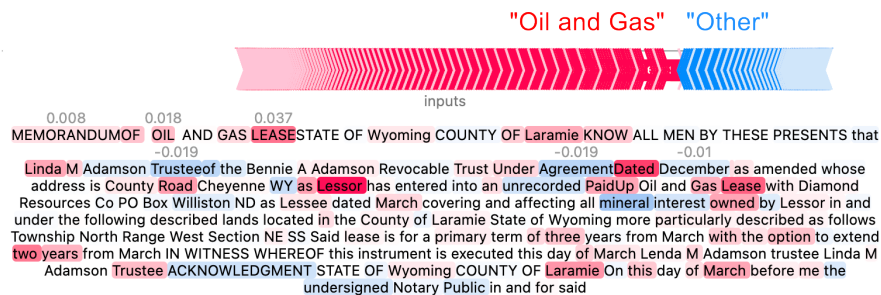 "Oil and Gas" "Other"
inputs
0.008 0.018 0.037
MEMORANDUMOF OIL AND GAS LEASESTATE OF Wyoming COUNTY OF Laramie KNOW ALL MEN BY THESE PRESENTS that
-0.019 -0.019 -0.01
Linda M Adamson Trusteeof the Bennie A Adamson Revocable Trust Under AgreementDated December as amended whose
address is County Road Cheyenne WY as Lessor has entered into an unrecorded PaidUp Oil and Gas Lease with Diamond
Resources Co PO Box Williston ND as Lessee dated March covering and affecting all mineral interest owned by Lessor in and
under the following described lands located in the County of Laramie State of Wyoming more particularly described as follows
Township North Range West Section NE SS Said lease is for a primary term of three years from March with the option to extend
two years from March IN WITNESS WHEREOF this instrument is executed this day of March Lenda M Adamson trustee Linda M
Adamson Trustee ACKNOWLEDGMENT STATE OF Wyoming COUNTY OF Laramie On this day of March before me the
undersigned Notary Public in and for said